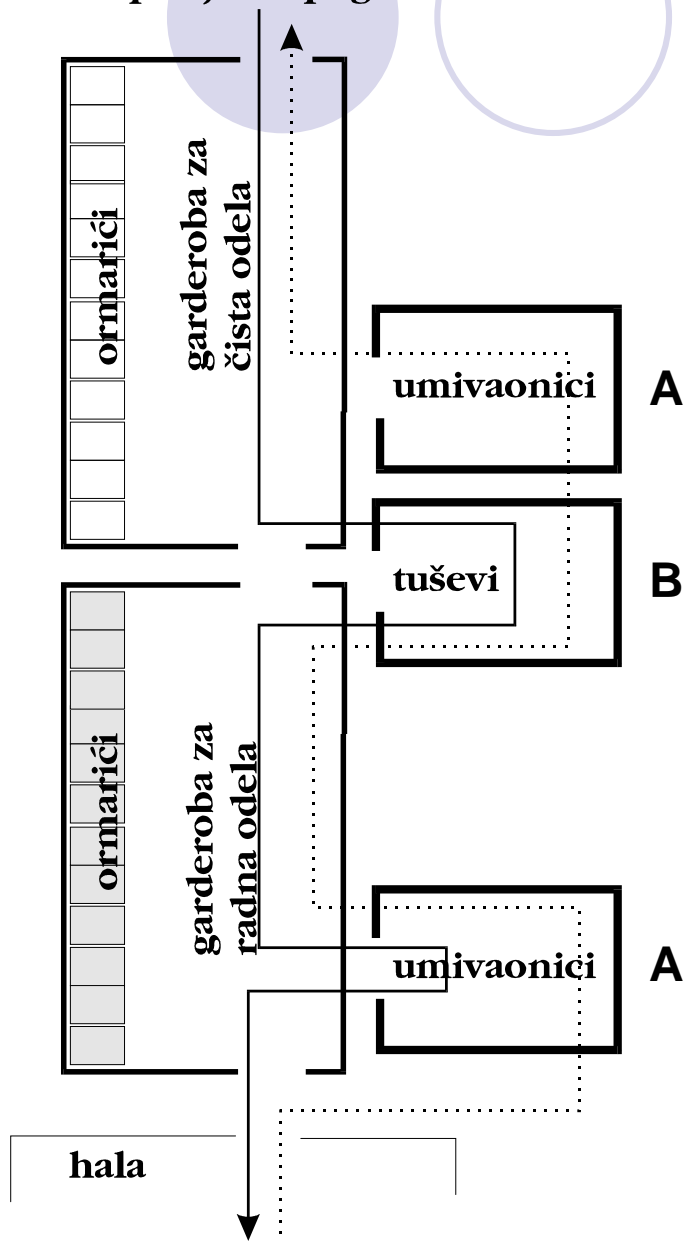 ormarići
garderoba za
čista odela
umivaonici
A
tuševi
B
ormarići
garderoba za
radna odela
umivaonici
A
hala